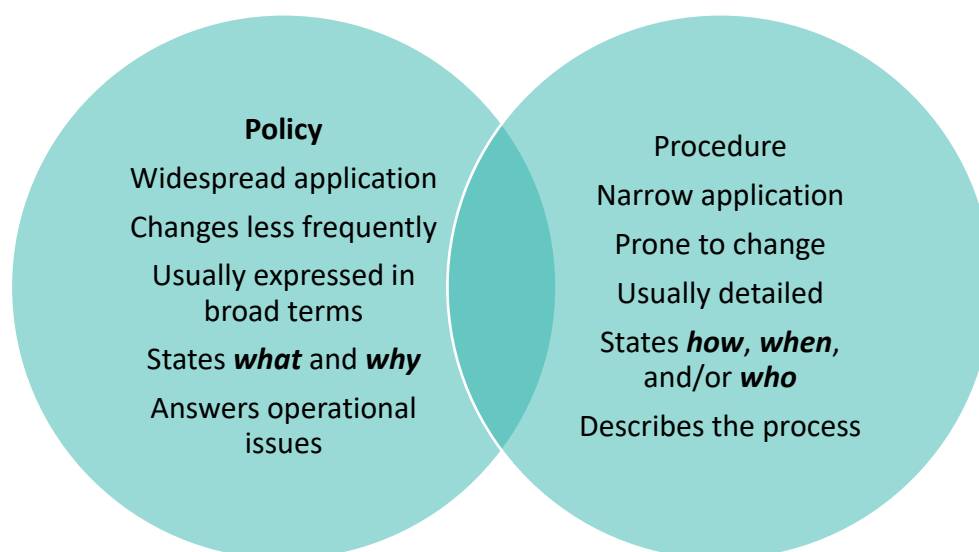 Policy
Widespread application
Changes less frequently
Usually expressed in
broad terms
States what and why
Answers operational
issues
Procedure
Narrow application
Prone to change
Usually detailed
States how, when,
and/or who
Describes the process